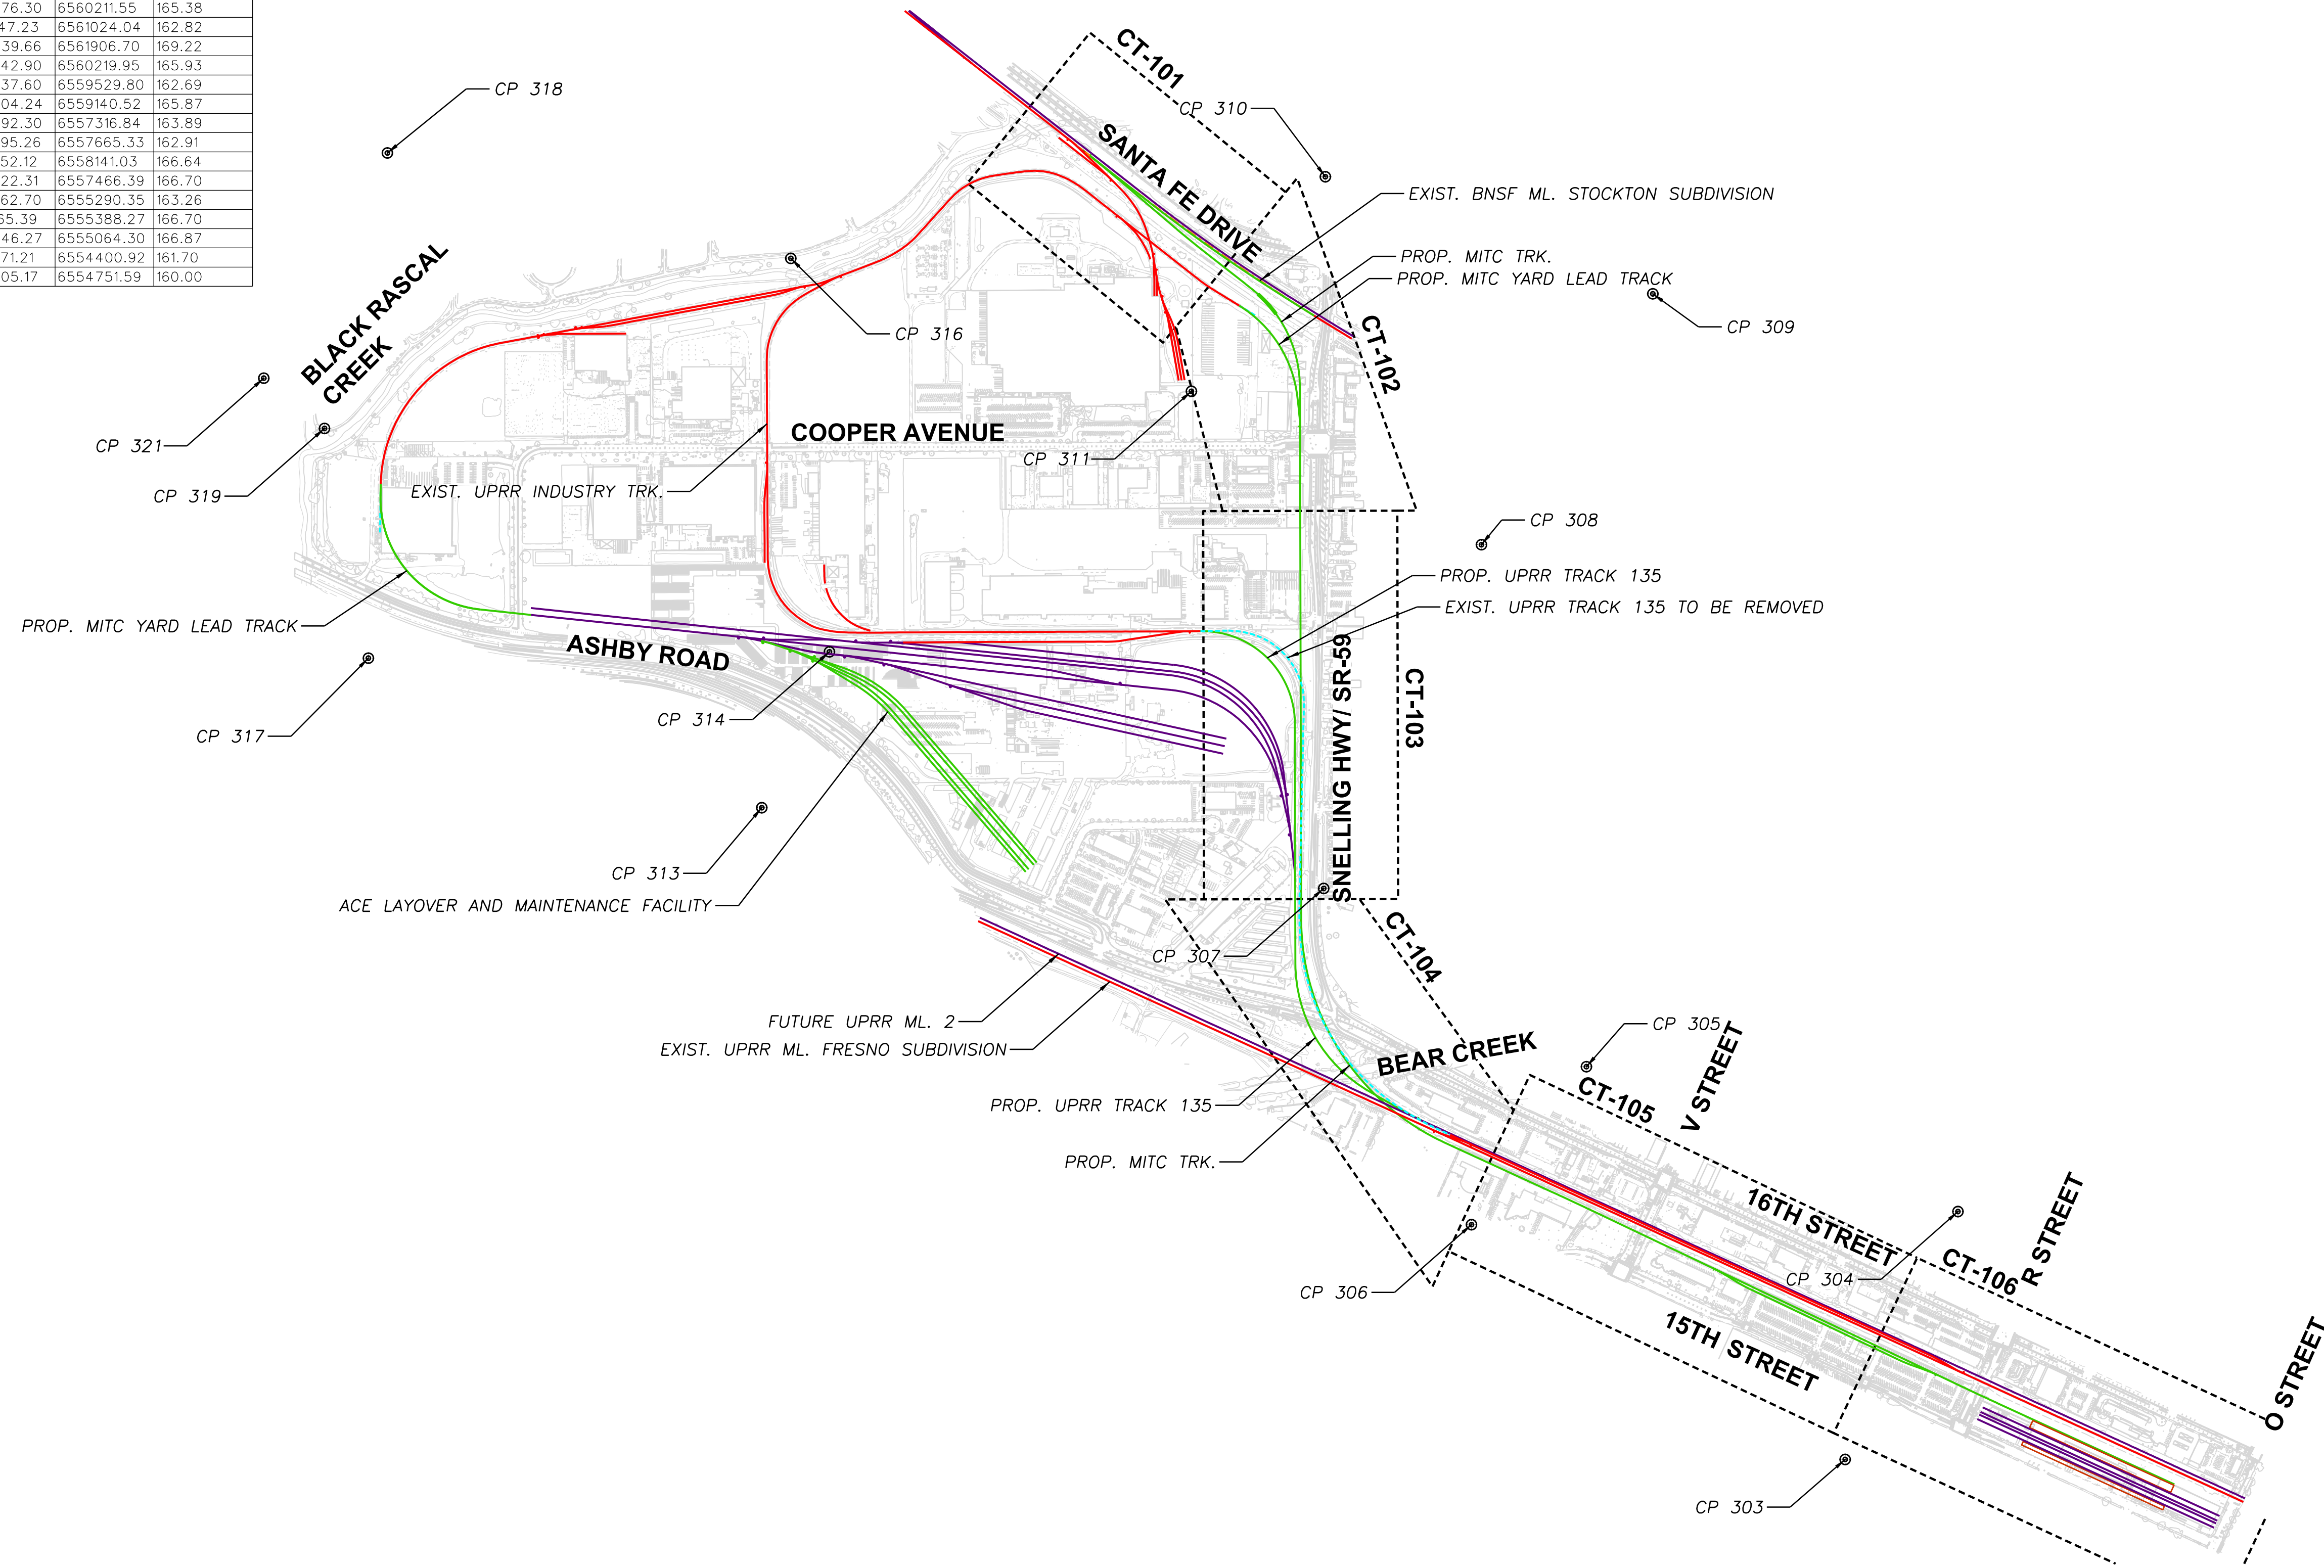 76.30 6560211.55 165.38
47.23 6561024.04 162.82
39.66 6561906.70 169.22
42.90 6560219.95 165.93
37.60 6559529.80 162.69
04.24 6559140.52 165.87
92.30 6557316.84 163.89
95.26 6557665.33 162.91
52.12 6558141.03 166.64
22.31 6557466.39 166.70
62.70 6555290.35 163.26
65.39 6555388.27 166.70
46.27 6555064.30 166.87
71.21 6554400.92 161.70
05.17 6554751.59 160.00
CT-101
CP 318
CP 310
SANTA FE DRIVE
EXIST. BNSF ML. STOCKTON SUBDIVISION
PROP. MITC TRK.
PROP. MITC YARD LEAD TRACK
CP 309
CP 316
CT-102
BLACK RASCAL
CREEK
CP 321
COOPER AVENUE
CP 311
CP 319
EXIST. UPRR INDUSTRY TRK.
CP 308
PROP. UPRR TRACK 135
EXIST. UPRR TRACK 135 TO BE REMOVED
PROP. MITC YARD LEAD TRACK
ASHBY ROAD
CT-103
SNELLING HWY/ SR-59
CP 314
CP 317
CP 313
ACE LAYOVER AND MAINTENANCE FACILITY
CT-104
CP 307
FUTURE UPRR ML. 2
EXIST. UPRR ML. FRESNO SUBDIVISION
BEAR CREEK
CP 305
V STREET
CT-105
PROP. UPRR TRACK 135
PROP. MITC TRK.
16TH STREET
R STREET
CT-106
CP 304
CP 306
15TH STREET
O STREET
CP 303